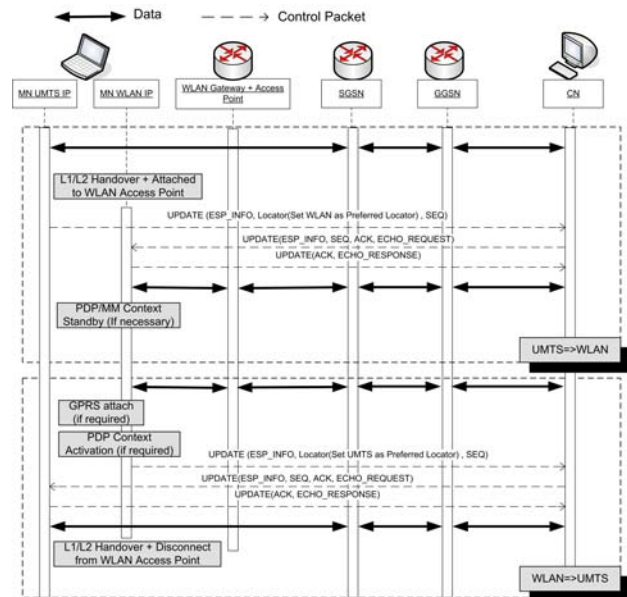 Data
Control Packet
MN UMTS IP
MN WLAN IP
WLAN Gateway + Access
Point
SGSN
GGSN
CN
L1/L2 Handover + Attached
to WLAN Access Point
UPDATE (ESP_INFO, Locator(Set WLAN as Preferred Locator) , SEQ)
UPDATE(ESP_INFO, SEQ, ACK, ECHO_REQUEST)
UPDATE(ACK, ECHO_RESPONSE)
PDP/MM Context
Standby (If necessary)
UMTS=>WLAN
GPRS attach
(if required)
PDP Context
Activation (if required)
UPDATE (ESP_INFO, Locator(Set UMTS as Preferred Locator) , SEQ)
UPDATE(ESP_INFO, SEQ, ACK, ECHO_REQUEST)
UPDATE(ACK, ECHO_RESPONSE)
L1/L2 Handover + Disconnect
from WLAN Access Point
WLAN=>UMTS